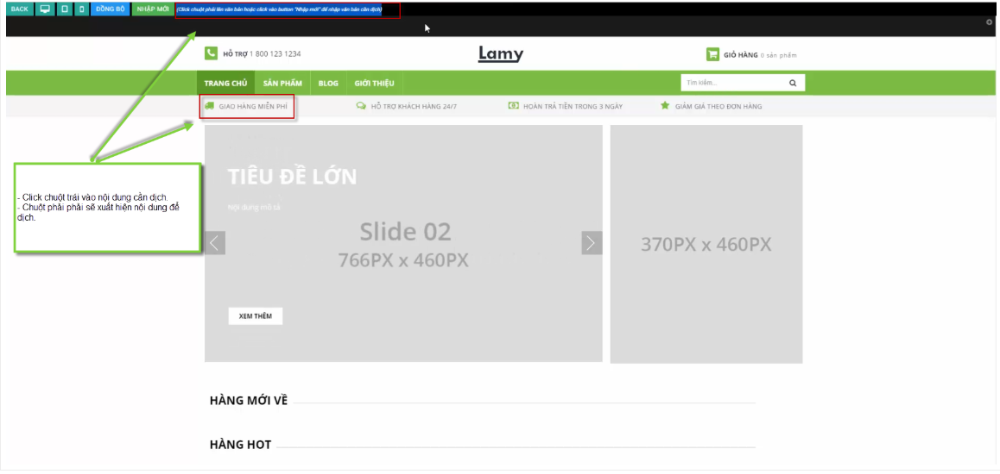 BACK ĐỒNG BỘ NHẬP MỚI (Click chuột phải lên văn bản hoặc click vào button "Nhập mới" để nhập văn bản cần dịch)
HỖ TRỢ 1 800 123 1234
Lamy
GIỎ HÀNG 0 sản phẩm
TRANG CHỦ SẢN PHẨM BLOG GIỚI THIỆU
Tìm kiếm...
GIAO HÀNG MIỄN PHÍ
HỖ TRỢ KHÁCH HÀNG 24/7
HOÀN TRẢ TIỀN TRONG 3 NGÀY
GIẢM GIÁ THEO ĐƠN HÀNG
- Click chuột trái vào nội dung cần dịch.
- Chuột phải phải sẽ xuất hiện nội dung để
dịch.
TIÊU ĐỀ LỚN
Nội dung mô tả
Slide 02
766PX x 460PX
XEM THÊM
370PX x 460PX
HÀNG MỚI VỀ
HÀNG HOT